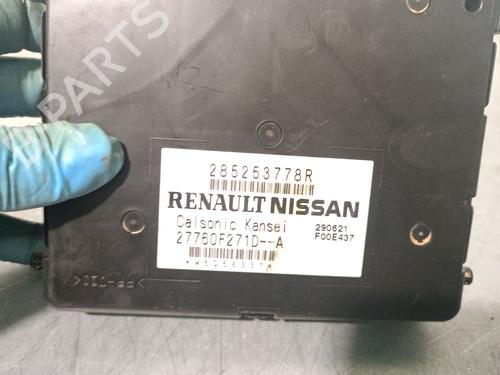 285253778R
RENAULT NISSAN
Calsonic Kansei 290621
27760F271D--A F00E437